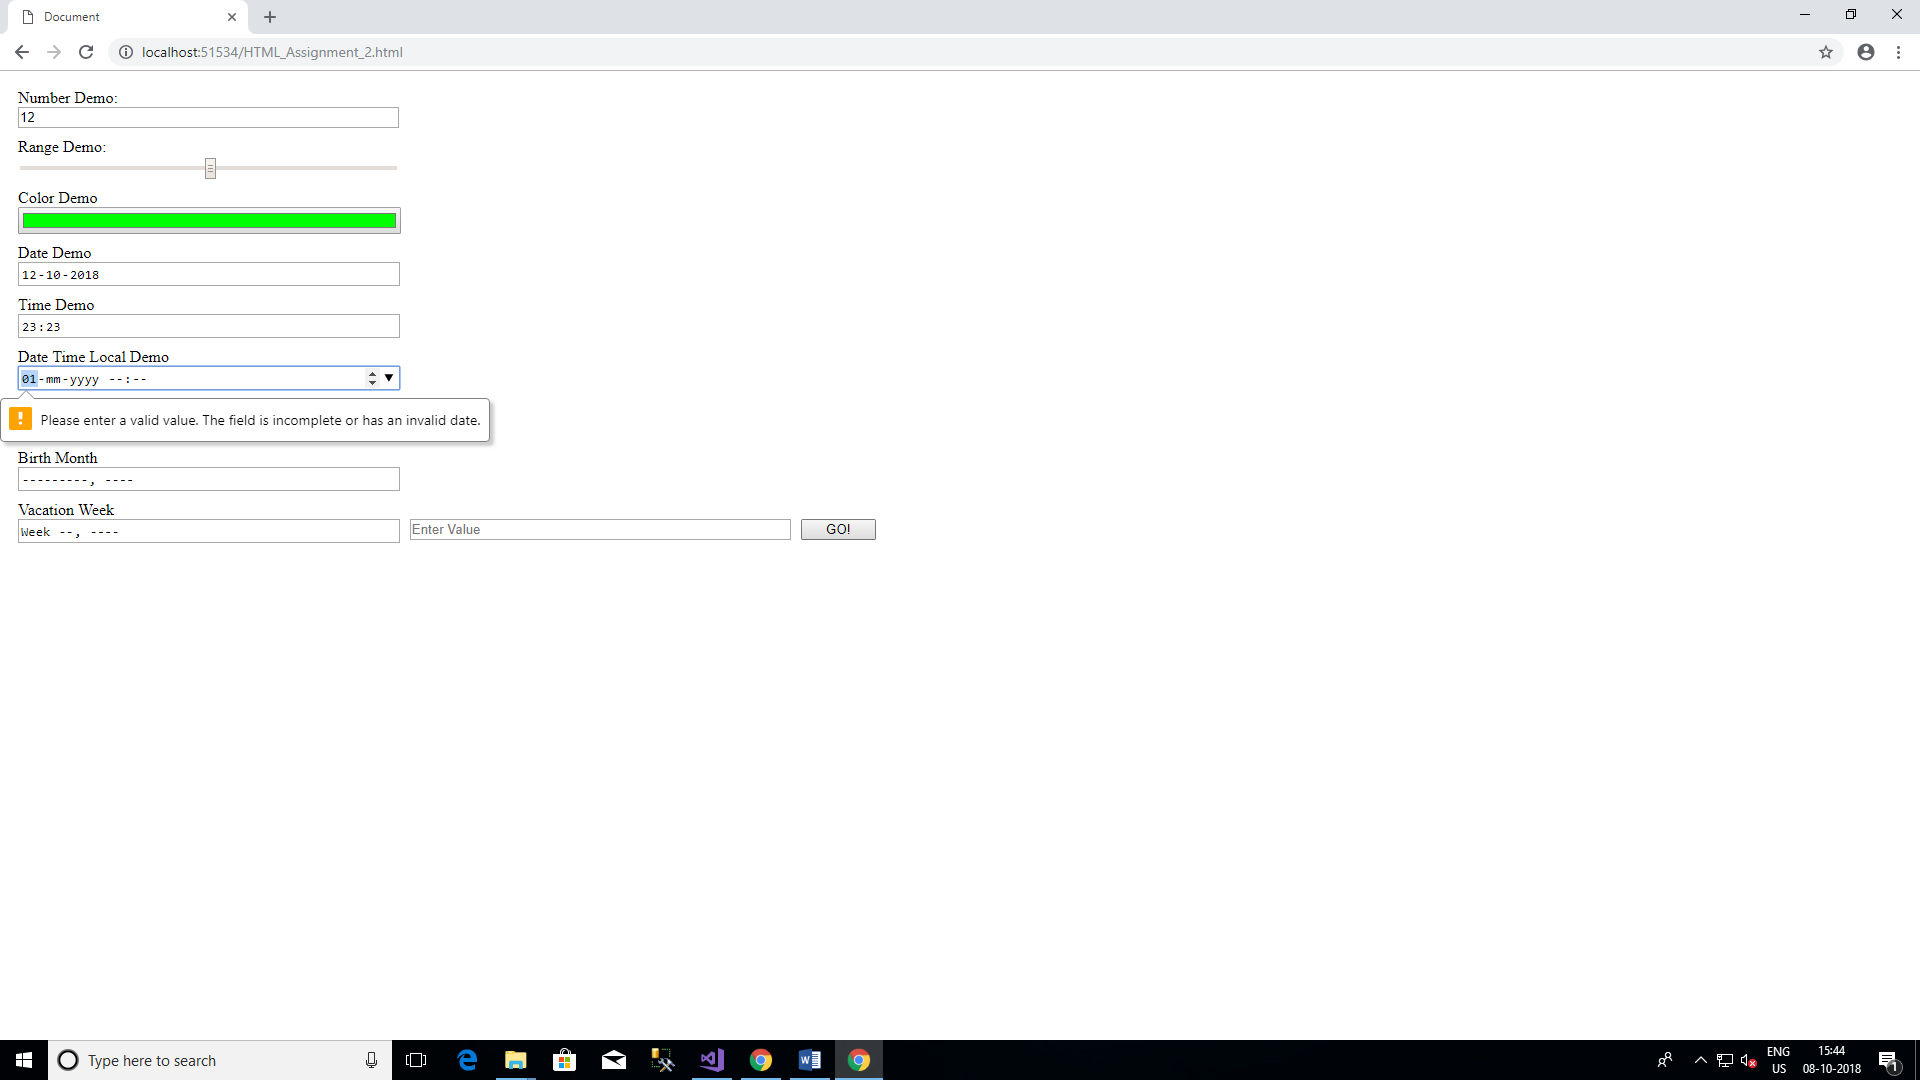 Document
localhost:51534/HTML_Assignment_2.html
Number Demo:
12
Range Demo:
Color Demo
Date Demo
12-10-2018
Time Demo
23:23
Date Time Local Demo
01-mm-yyyy --:--
Please enter a valid value. The field is incomplete or has an invalid date.
Birth Month
---------, ----
Vacation Week
Week --, ---- Enter Value GO!
Type here to search
ENG 15:44
US 08-10-2018 1